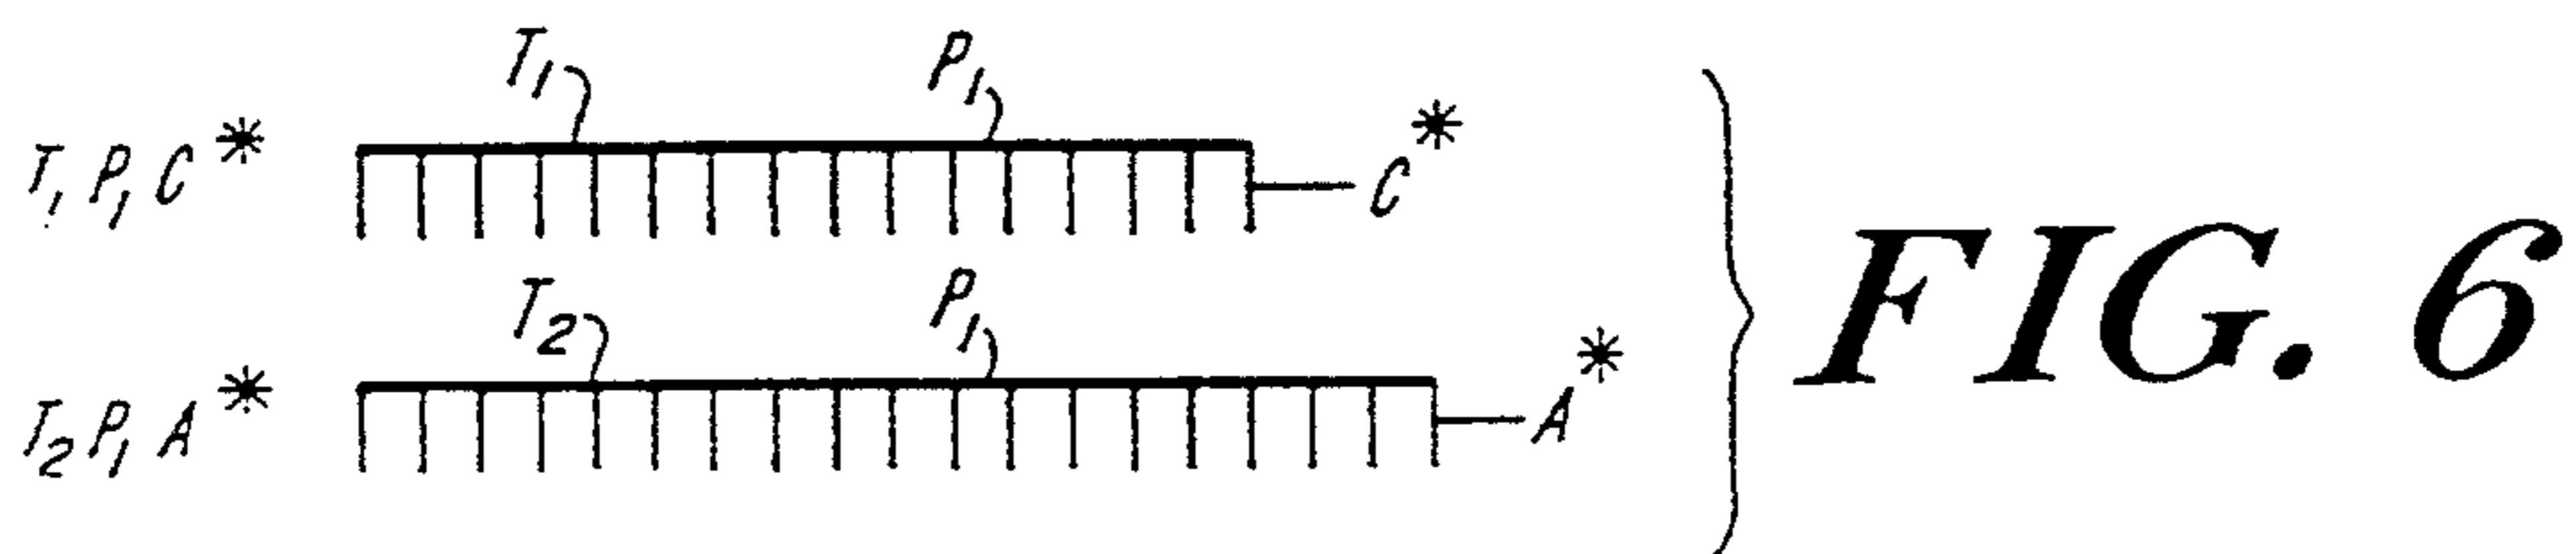 T₁ P₁
T₁ P₁ C* C*
T₂ P₁
T₂ P₁ A* A*
FIG. 6